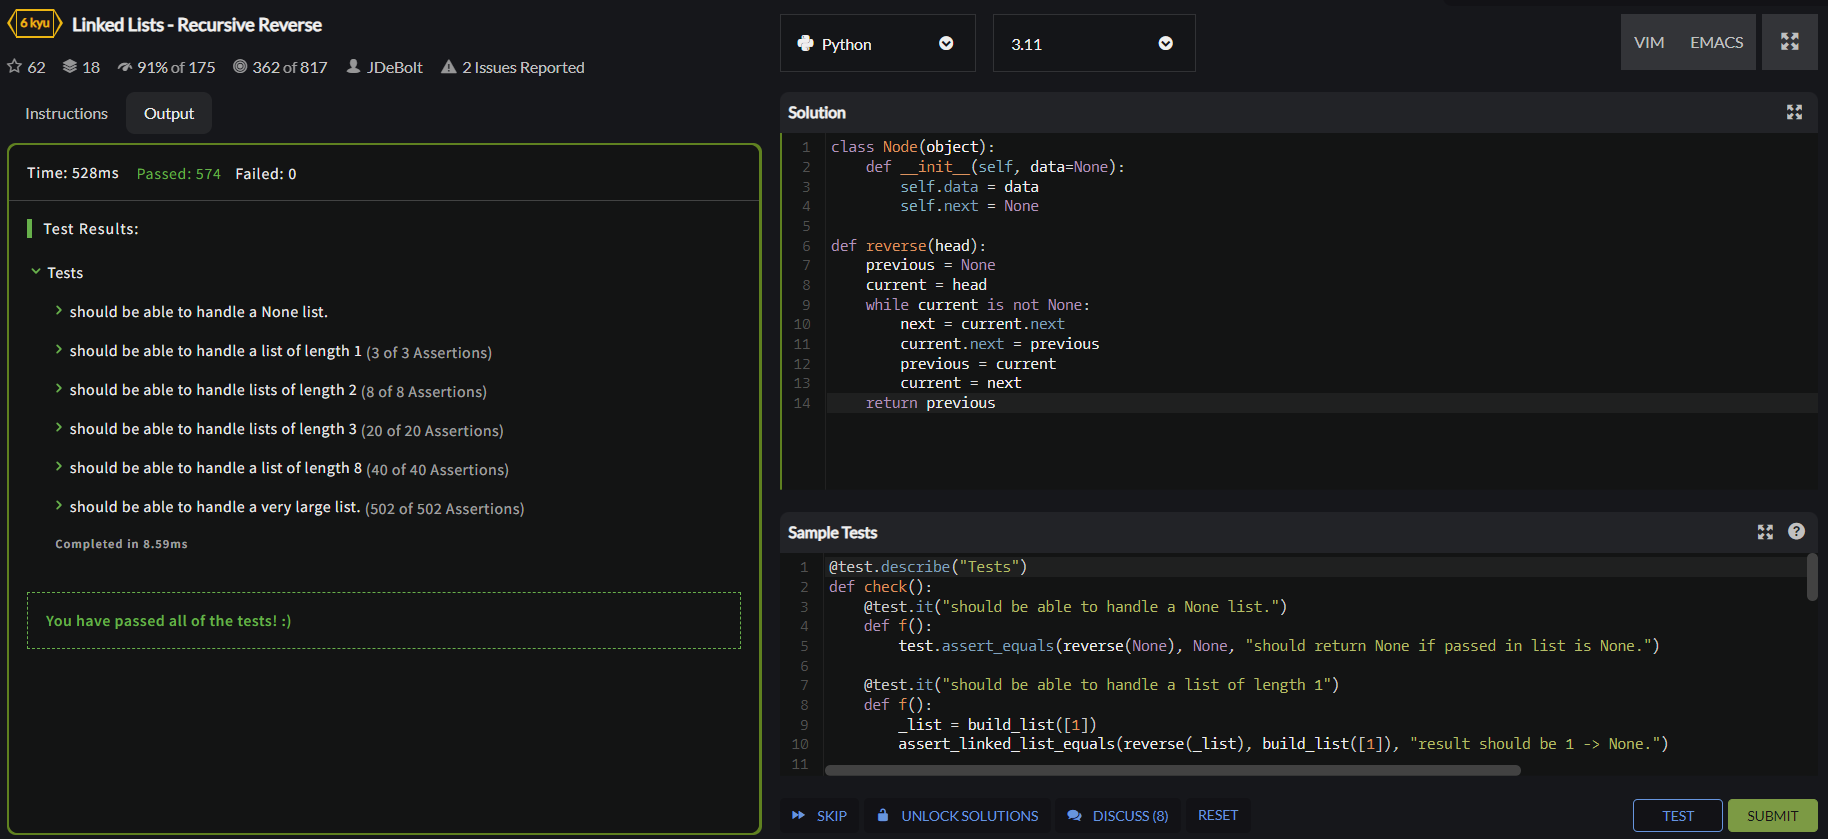 6 kyu Linked Lists - Recursive Reverse
62 18 91% of 175 362 of 817 JDeBolt 2 Issues Reported
Instructions Output
Time: 528ms Passed: 574 Failed: 0
Test Results:
Tests
should be able to handle a None list.
should be able to handle a list of length 1 (3 of 3 Assertions)
should be able to handle lists of length 2 (8 of 8 Assertions)
should be able to handle lists of length 3 (20 of 20 Assertions)
should be able to handle a list of length 8 (40 of 40 Assertions)
should be able to handle a very large list. (502 of 502 Assertions)
Completed in 8.59ms
You have passed all of the tests! :)
Python 3.11 VIM EMACS
Solution
1 class Node(object):
2     def __init__(self, data=None):
3         self.data = data
4         self.next = None
5
6 def reverse(head):
7     previous = None
8     current = head
9     while current is not None:
10         next = current.next
11         current.next = previous
12         previous = current
13         current = next
14     return previous
Sample Tests
1 @test.describe("Tests")
2 def check():
3     @test.it("should be able to handle a None list.")
4     def f():
5         test.assert_equals(reverse(None), None, "should return None if passed in list is None.")
6
7     @test.it("should be able to handle a list of length 1")
8     def f():
9         _list = build_list([1])
10         assert_linked_list_equals(reverse(_list), build_list([1]), "result should be 1 -> None.")
11
SKIP UNLOCK SOLUTIONS DISCUSS (8) RESET TEST SUBMIT